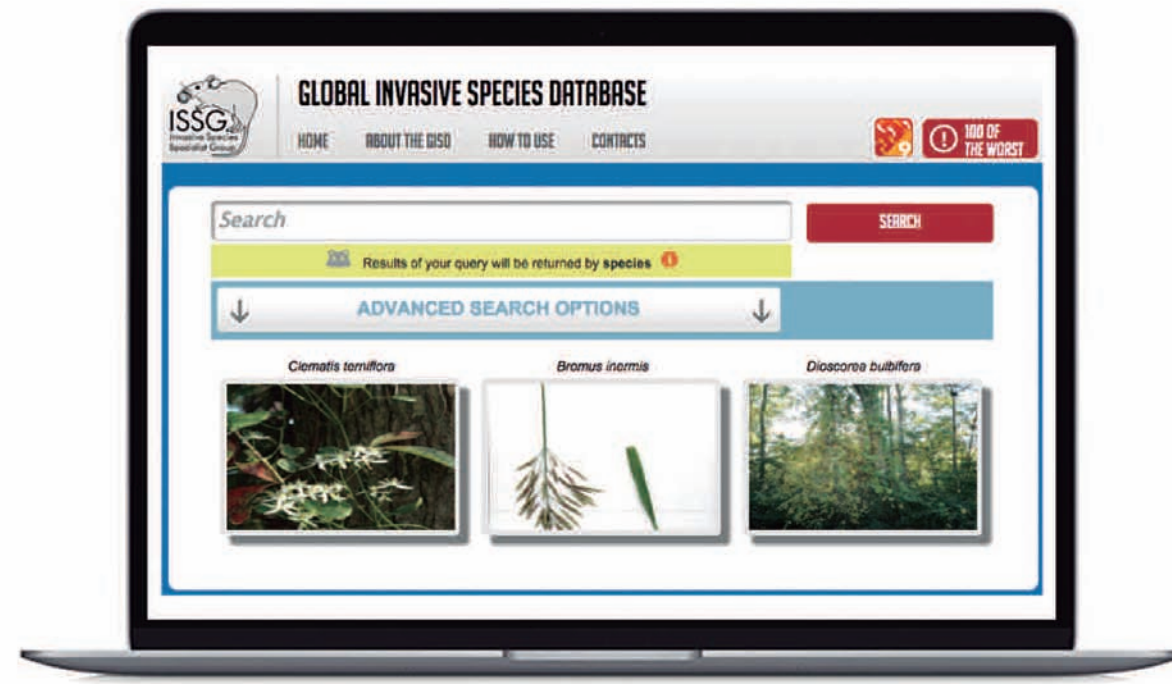 ISSG
Invasive Species
Specialist Group
GLOBAL INVASIVE SPECIES DATABASE
HOME ABOUT THE GISD HOW TO USE CONTACTS
9
100 OF
THE WORST
Search
SEARCH
Results of your query will be returned by species
ADVANCED SEARCH OPTIONS
Clematis terniflora Bromus inermis Dioscorea bulbifera